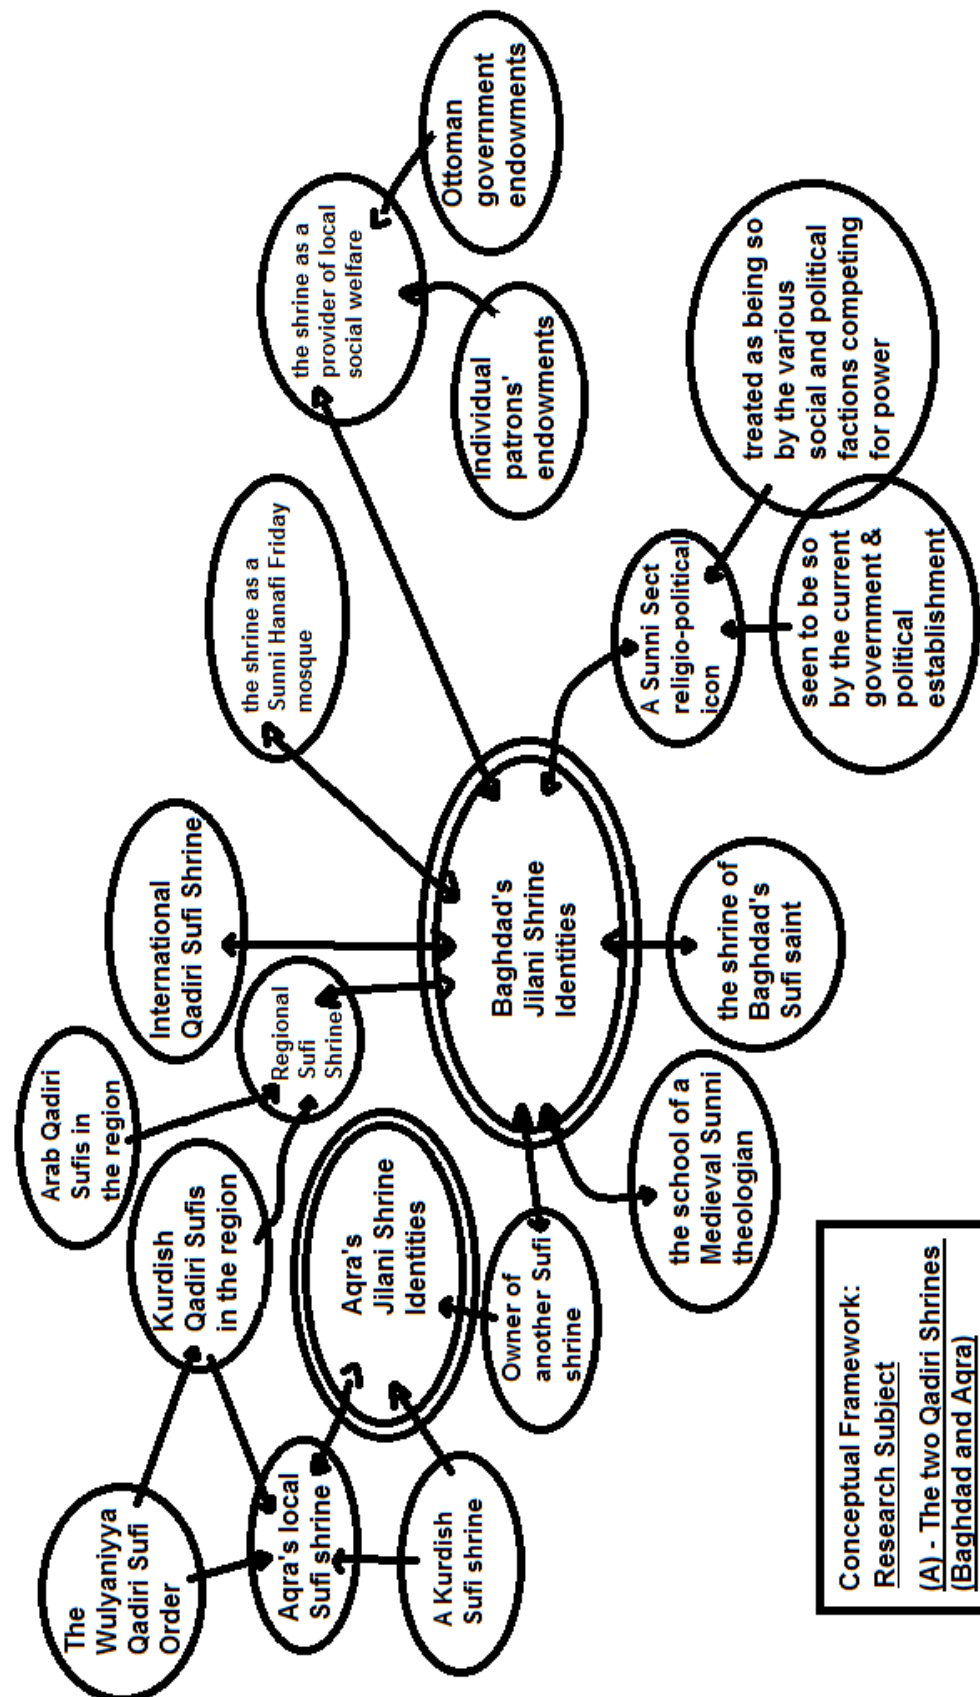 The
Wulyaniyya
Qadiri Sufi
Order
Kurdish
Qadiri Sufis
in the region
Arab Qadiri
Sufis in
the region
International
Qadiri Sufi Shrine
Regional
Sufi
Shrine
the shrine as a
Sunni Hanafi Friday
mosque
the shrine as a
provider of local
social welfare
Ottoman
government
endowments
Individual
patrons'
endowments
Aqra's local
Sufi shrine
A Kurdish
Sufi shrine
Aqra's
Jilani Shrine
Identities
Owner of
another Sufi
shrine
Baghdad's
Jilani Shrine
Identities
the school of a
Medieval Sunni
theologian
the shrine of
Baghdad's
Sufi saint
A Sunni Sect
religio-political
icon
seen to be so
by the current
government &
political
establishment
treated as being so
by the various
social and political
factions competing
for power
Conceptual Framework:
Research Subject
(A) - The two Qadiri Shrines
(Baghdad and Aqra)